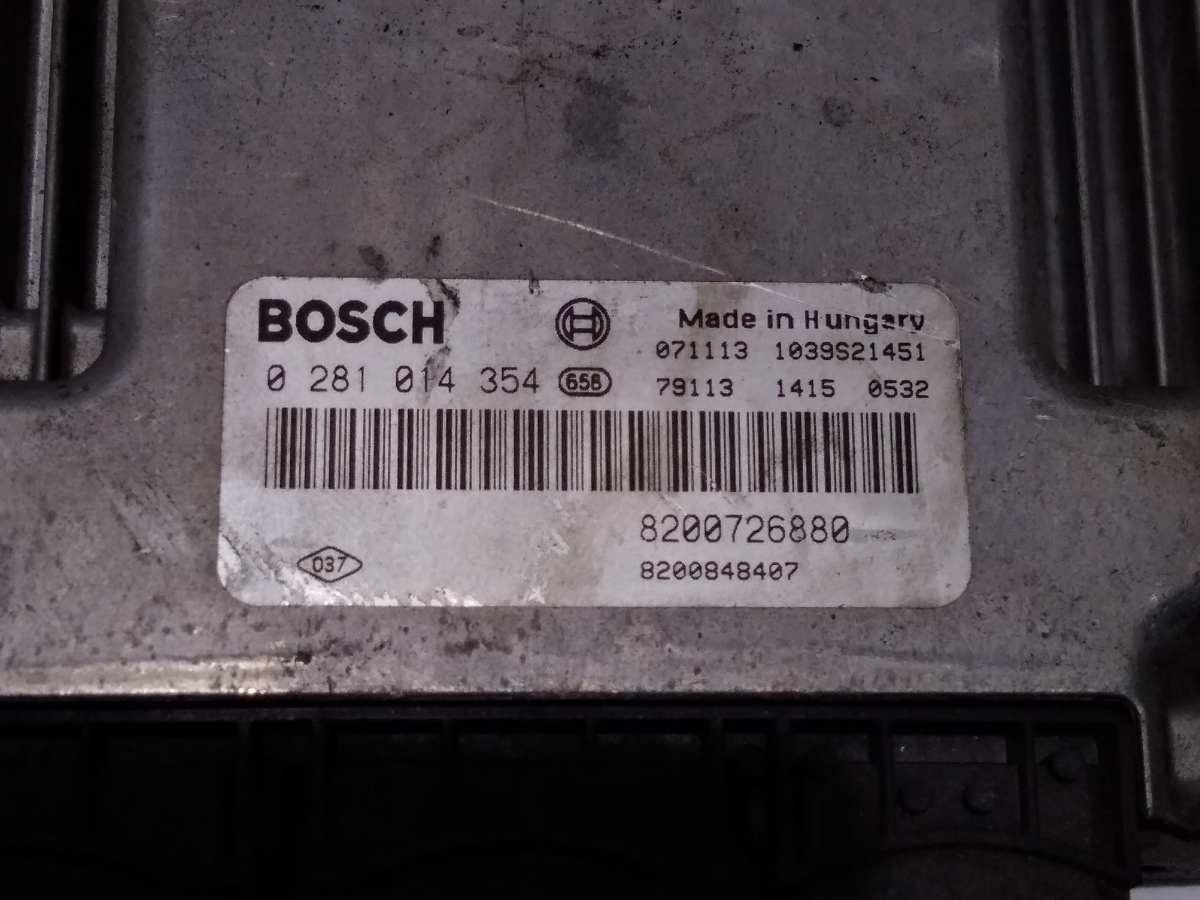 BOSCH
Made in Hungary
071113 1039S21451
0 281 014 354 658
79113 1415 0532
8200726880
037
8200848407